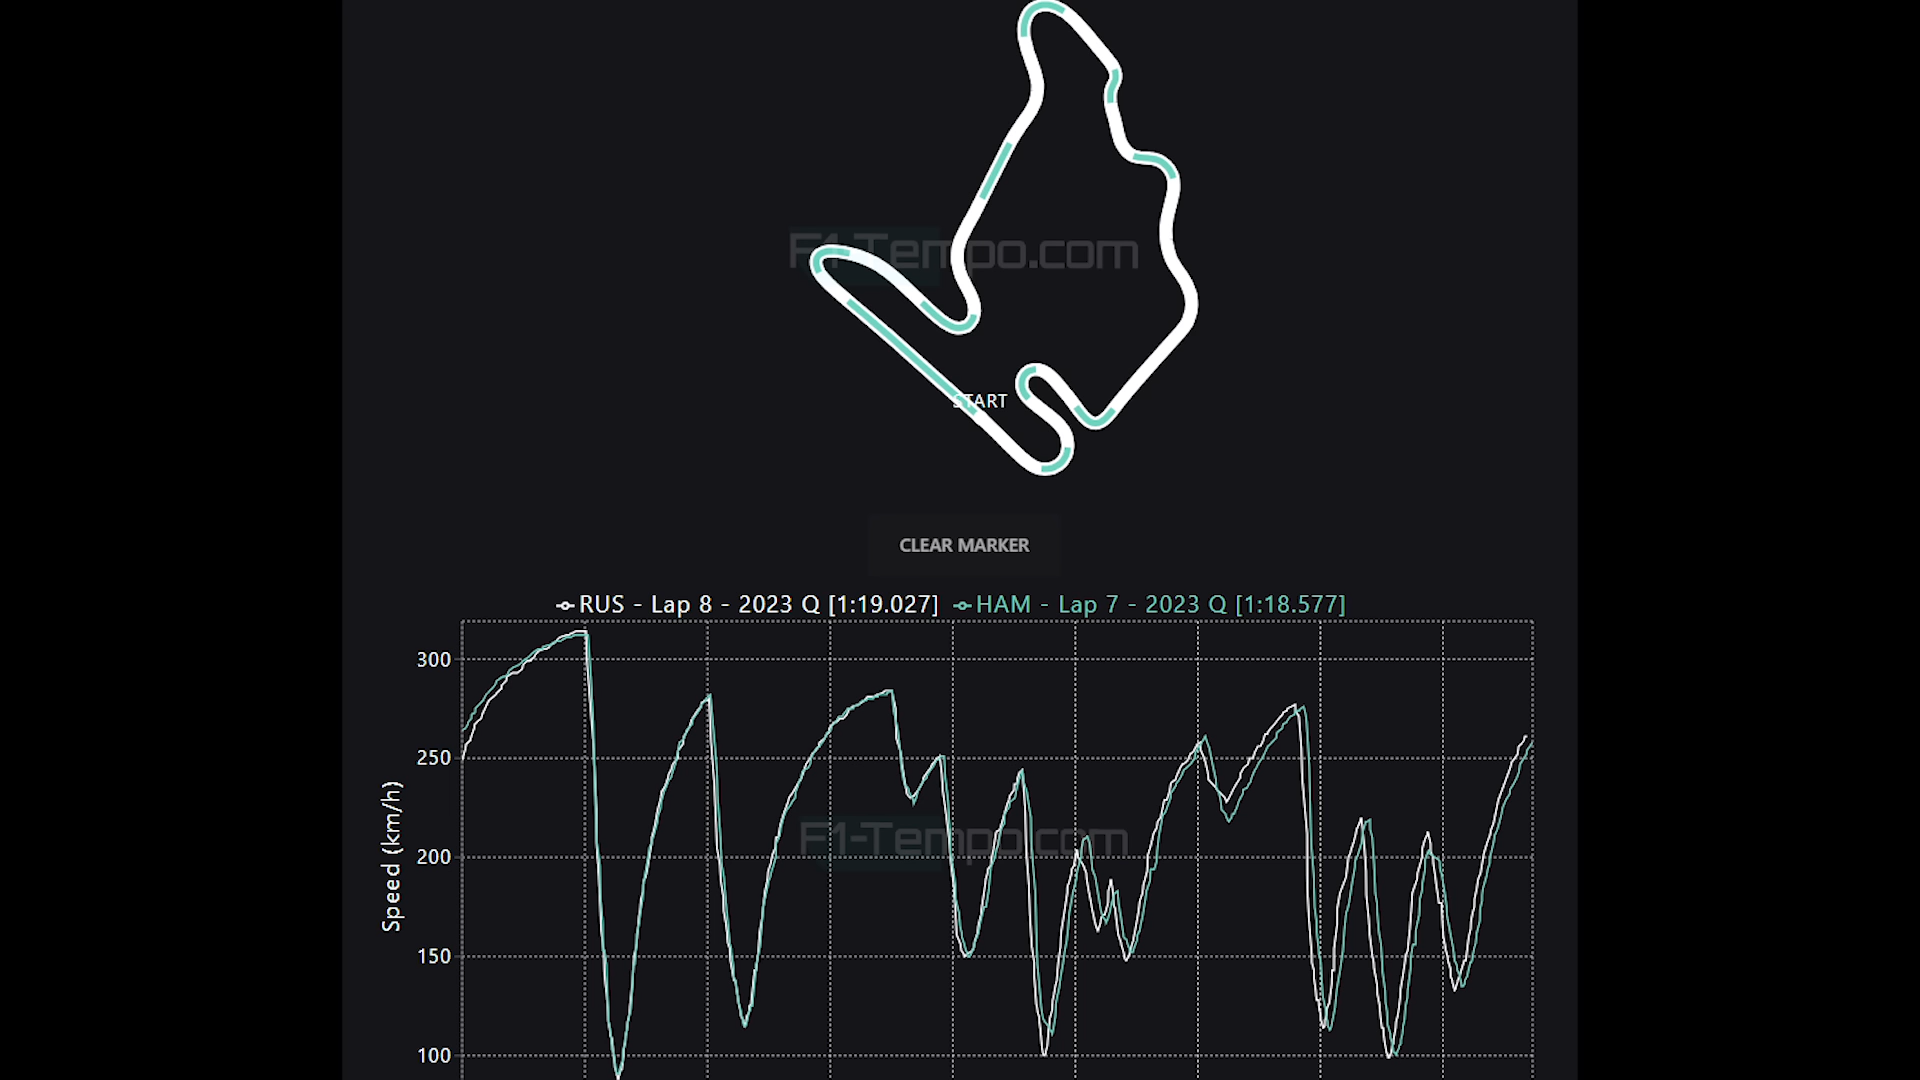 F1-Tempo.com
START
CLEAR MARKER
RUS - Lap 8 - 2023 Q [1:19.027] HAM - Lap 7 - 2023 Q [1:18.577]
300
250
F1-Tempo.com
200
Speed (km/h)
150
100